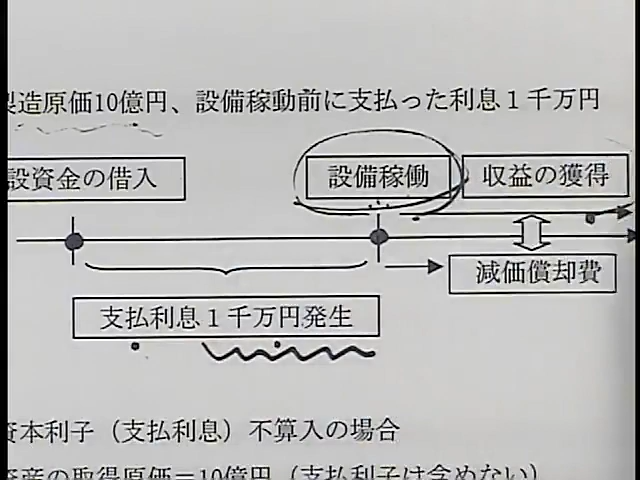 製造原価10億円、設備稼動前に支払った利息1千万円
設資金の借入
設備稼働
収益の獲得
減価償却費
支払利息1千万円発生
資本利子（支払利息）不算入の場合
資産の取得原価＝10億円（支払利子は含めない）